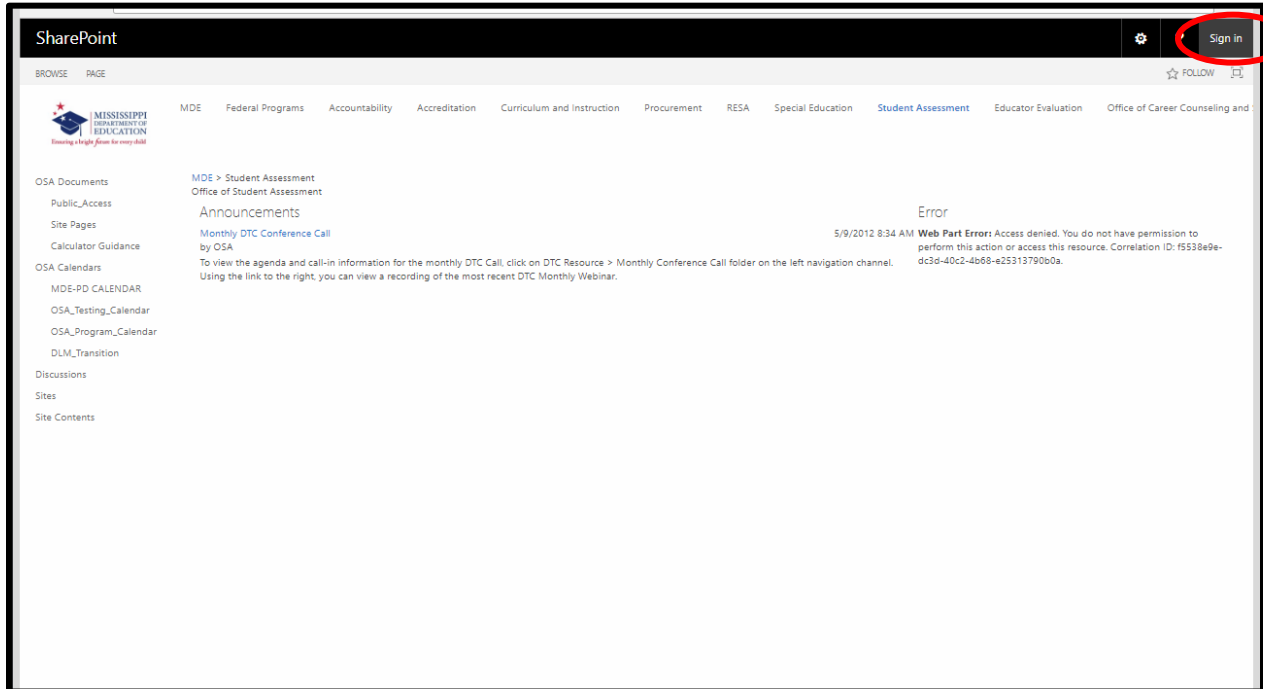 SharePoint
Sign in
BROWSE PAGE
FOLLOW
MISSISSIPPI
DEPARTMENT OF
EDUCATION
Ensuring a bright future for every child
MDE Federal Programs Accountability Accreditation Curriculum and Instruction Procurement RESA Special Education Student Assessment Educator Evaluation Office of Career Counseling and
OSA Documents
Public_Access
Site Pages
Calculator Guidance
OSA Calendars
MDE-PD CALENDAR
OSA_Testing_Calendar
OSA_Program_Calendar
DLM_Transition
Discussions
Sites
Site Contents
MDE > Student Assessment
Office of Student Assessment
Announcements
Monthly DTC Conference Call
5/9/2012 8:34 AM
by OSA
To view the agenda and call-in information for the monthly DTC Call, click on DTC Resource > Monthly Conference Call folder on the left navigation channel.
Using the link to the right, you can view a recording of the most recent DTC Monthly Webinar.
Error
Web Part Error: Access denied. You do not have permission to
perform this action or access this resource. Correlation ID: f5538e9e-
dc3d-40c2-4b68-e25313790b0a.